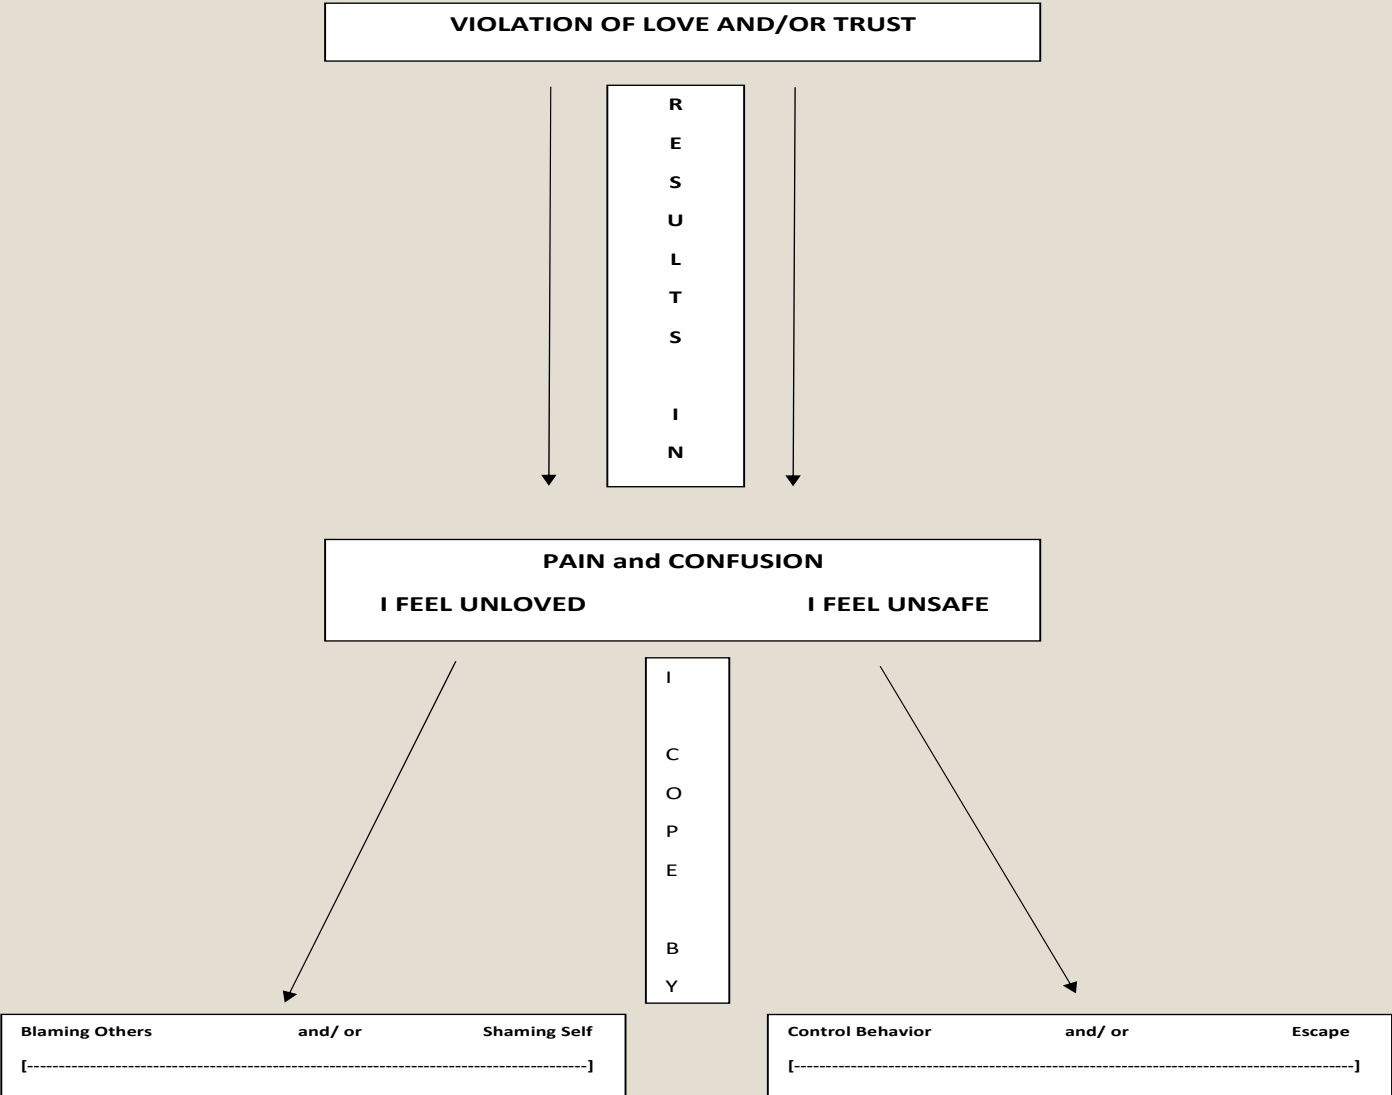 VIOLATION OF LOVE AND/OR TRUST
R
E
S
U
L
T
S
I
N
PAIN and CONFUSION
I FEEL UNLOVED I FEEL UNSAFE
I
C
O
P
E
B
Y
Blaming Others and/ or Shaming Self
[-----------------------------------------------------------------------------------------]
Control Behavior and/ or Escape
[-----------------------------------------------------------------------------------------]